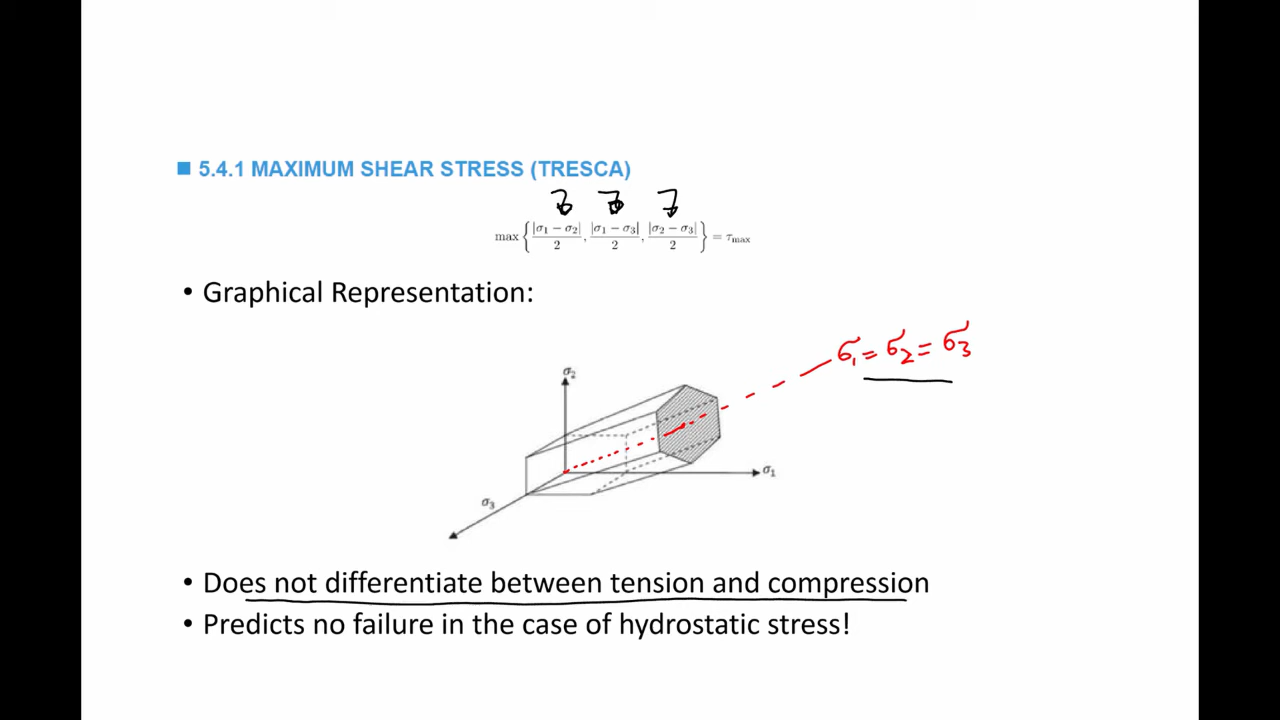 ■ 5.4.1 MAXIMUM SHEAR STRESS (TRESCA)
max { |σ₁ − σ₂| / 2 , |σ₁ − σ₃| / 2 , |σ₂ − σ₃| / 2 } = τmax
• Graphical Representation:
σ₁ = σ₂ = σ₃
σ₂
σ₁
σ₃
• Does not differentiate between tension and compression
• Predicts no failure in the case of hydrostatic stress!